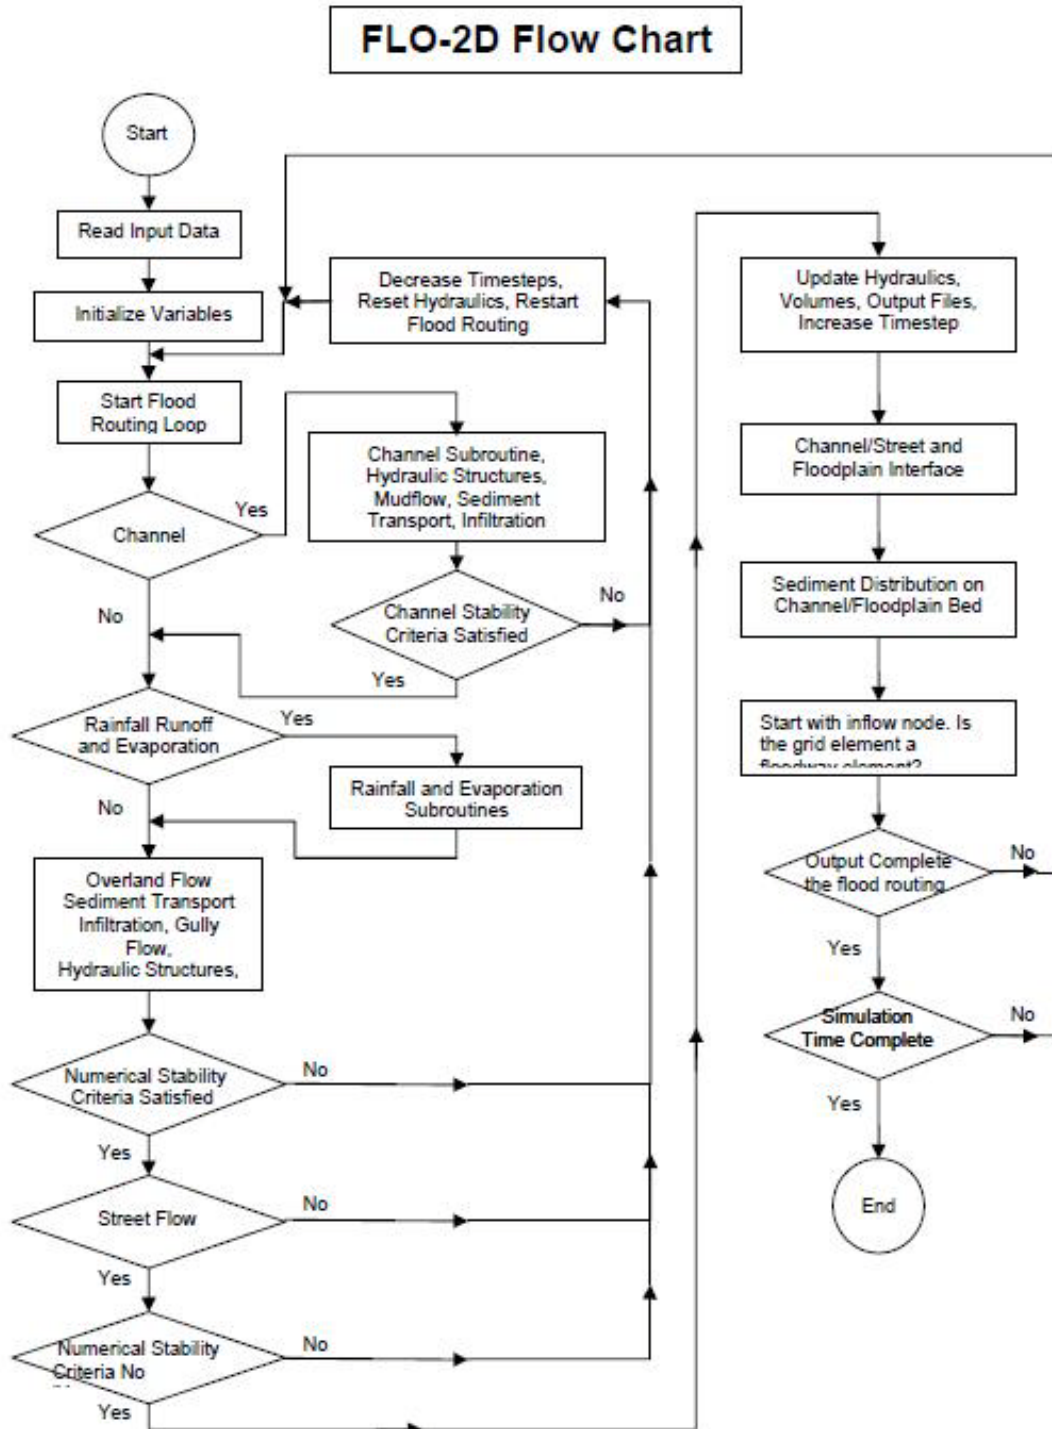 FLO-2D Flow Chart
Start
Read Input Data
Initialize Variables
Start Flood
Routing Loop
Channel
Yes
No
Decrease Timesteps,
Reset Hydraulics, Restart
Flood Routing
Channel Subroutine,
Hydraulic Structures,
Mudflow, Sediment
Transport, Infiltration
Channel Stability
Criteria Satisfied
No
Yes
Rainfall Runoff
and Evaporation
Yes
No
Rainfall and Evaporation
Subroutines
Overland Flow
Sediment Transport
Infiltration, Gully
Flow,
Hydraulic Structures,
Numerical Stability
Criteria Satisfied
No
Yes
Street Flow
No
Yes
Numerical Stability
Criteria No
No
Yes
Update Hydraulics,
Volumes, Output Files,
Increase Timestep
Channel/Street and
Floodplain Interface
Sediment Distribution on
Channel/Floodplain Bed
Start with inflow node. Is
the grid element a
floodway element?
Output Complete
the flood routing
No
Yes
Simulation
Time Complete
No
Yes
End